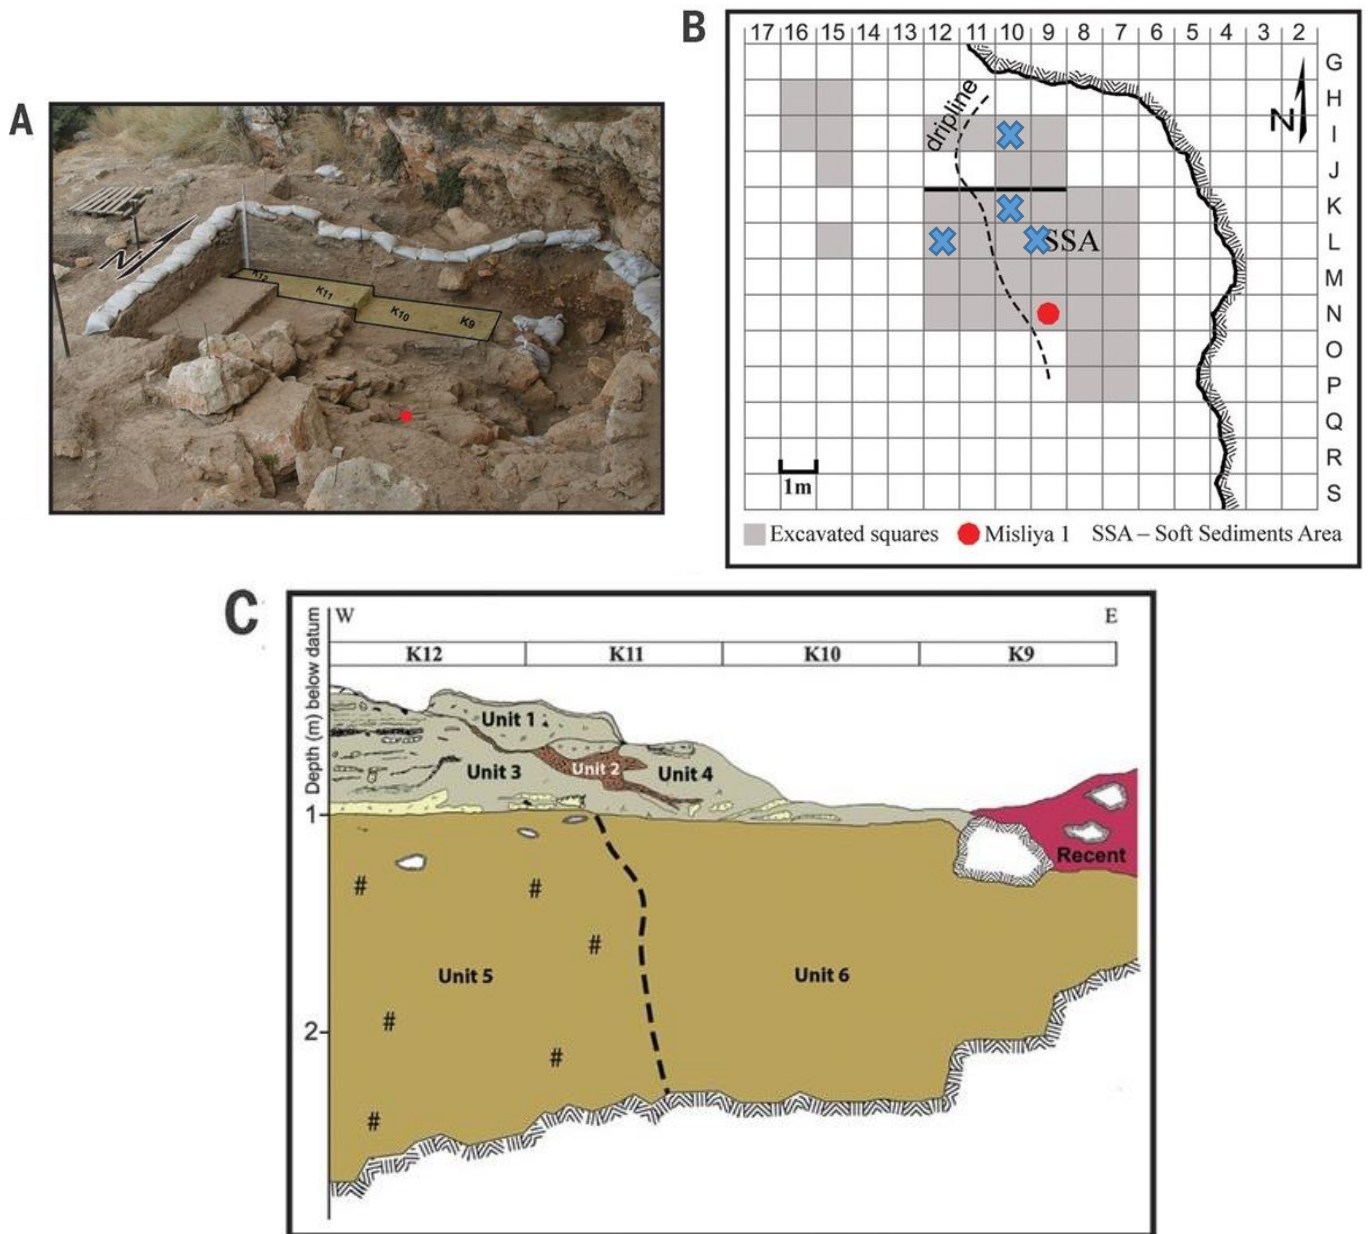 A
N
K12
K11
K10
K9
B
17 16 15 14 13 12 11 10 9 8 7 6 5 4 3 2
G
H
I
J
K
L
M
N
O
P
Q
R
S
dripline
N
SSA
1m
Excavated squares Misliya 1 SSA – Soft Sediments Area
C
W E
K12 K11 K10 K9
Depth (m) below datum
Unit 1
Unit 2
Unit 3
Unit 4
1
Recent
# #
#
Unit 5 Unit 6
#
2
#
#